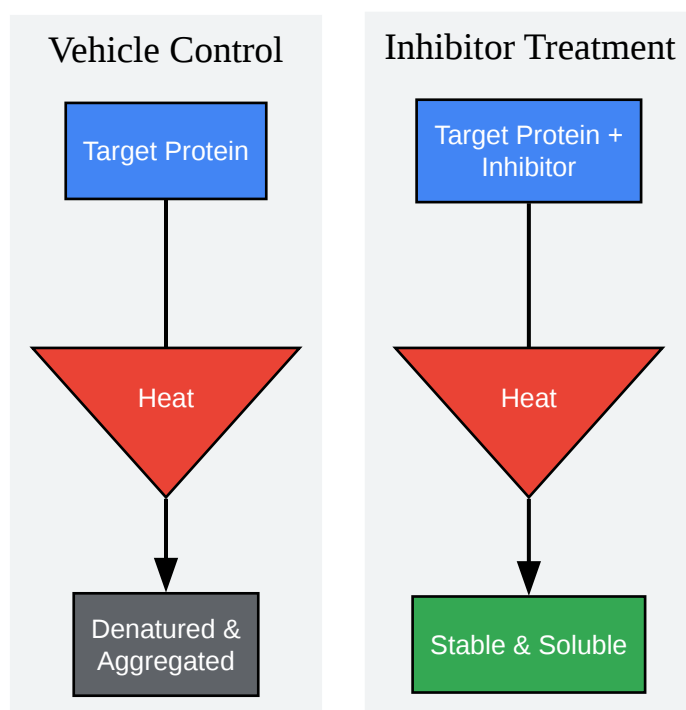 Vehicle Control
Target Protein
Heat
Denatured &
Aggregated
Inhibitor Treatment
Target Protein +
Inhibitor
Heat
Stable & Soluble